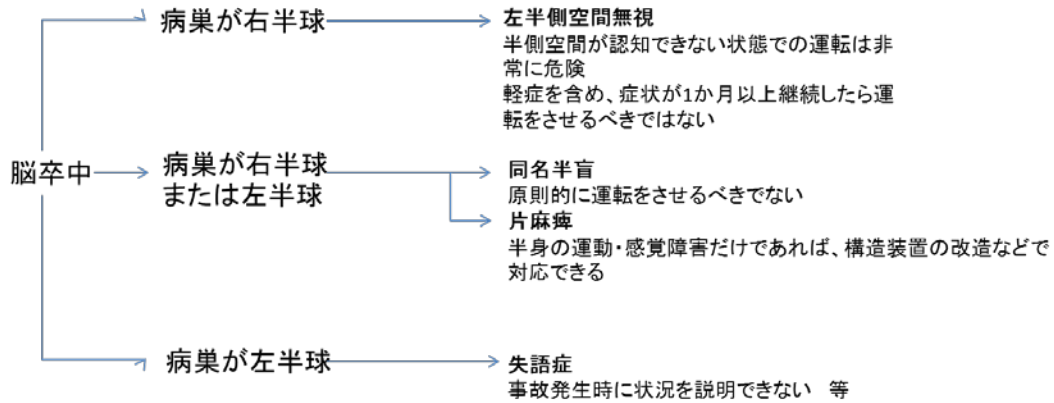 病巣が右半球
左半側空間無視
半側空間が認知できない状態での運転は非
常に危険
軽症を含め、症状が1か月以上継続したら運
転をさせるべきではない
脳卒中
病巣が右半球
または左半球
同名半盲
原則的に運転をさせるべきでない
片麻痺
半身の運動・感覚障害だけであれば、構造装置の改造などで
対応できる
病巣が左半球
失語症
事故発生時に状況を説明できない　等